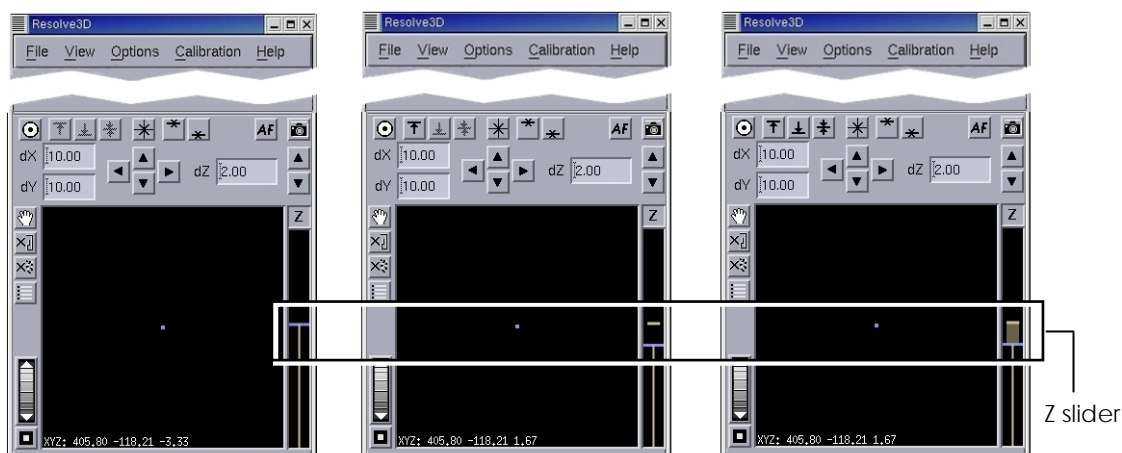 Resolve3D
File View Options Calibration Help
AF
dX 10.00
dZ 2.00
dY 10.00
Z
XYZ: 405.80 -118.21 -3.33
Resolve3D
File View Options Calibration Help
AF
dX 10.00
dZ 2.00
dY 10.00
Z
XYZ: 405.80 -118.21 1.67
Resolve3D
File View Options Calibration Help
AF
dX 10.00
dZ 2.00
dY 10.00
Z
XYZ: 405.80 -118.21 1.67
Z slider